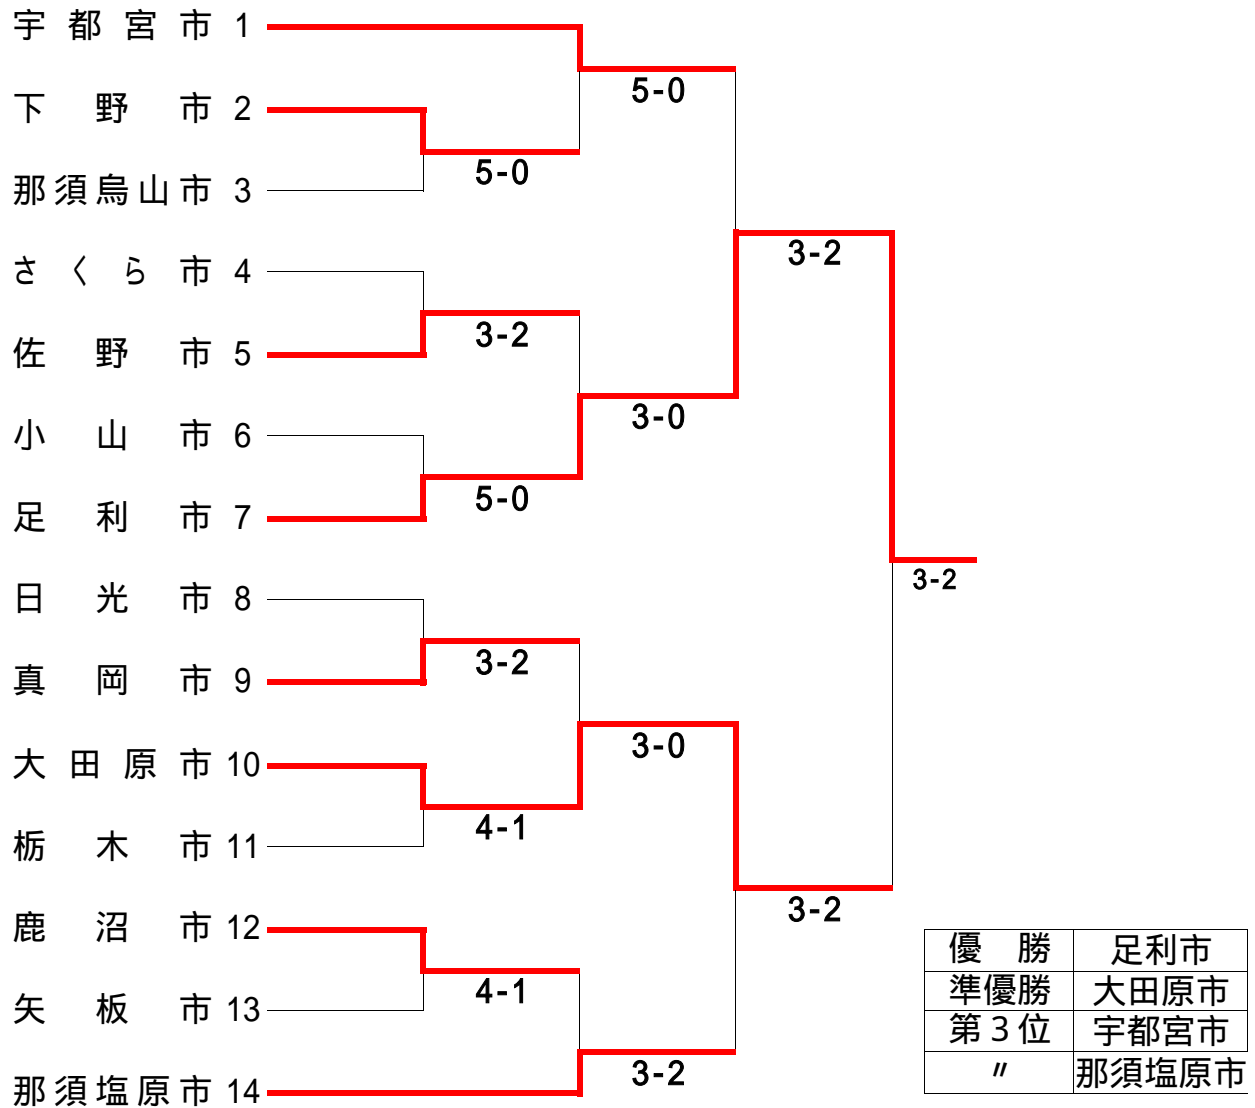 宇都宮市 1
5-0
下野市 2
5-0
那須烏山市 3
3-2
さくら市 4
3-2
佐野市 5
3-0
小山市 6
5-0
足利市 7
3-2
日光市 8
3-2
真岡市 9
3-0
大田原市 10
4-1
栃木市 11
3-2
鹿沼市 12
4-1
矢板市 13
3-2
那須塩原市 14
優勝 足利市
準優勝 大田原市
第3位 宇都宮市
〃 那須塩原市